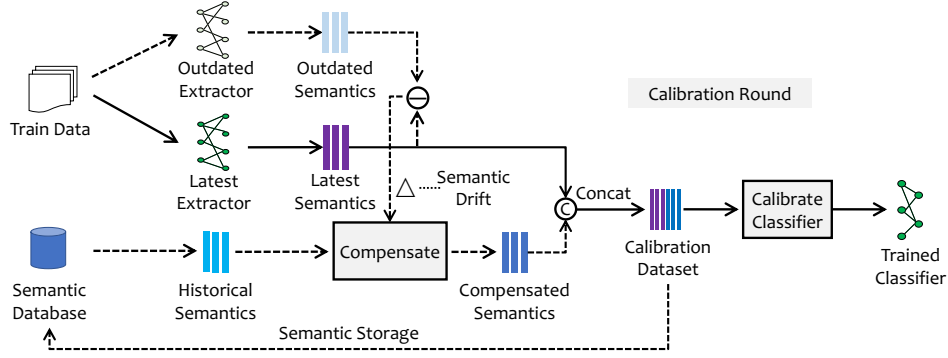 Outdated
Extractor
Outdated
Semantics
Train Data
Calibration Round
Latest
Extractor
Latest
Semantics
△ ...... Semantic
Drift
Concat
C
Calibrate
Classifier
Compensate
Calibration
Dataset
Trained
Classifier
Semantic
Database
Historical
Semantics
Compensated
Semantics
Semantic Storage